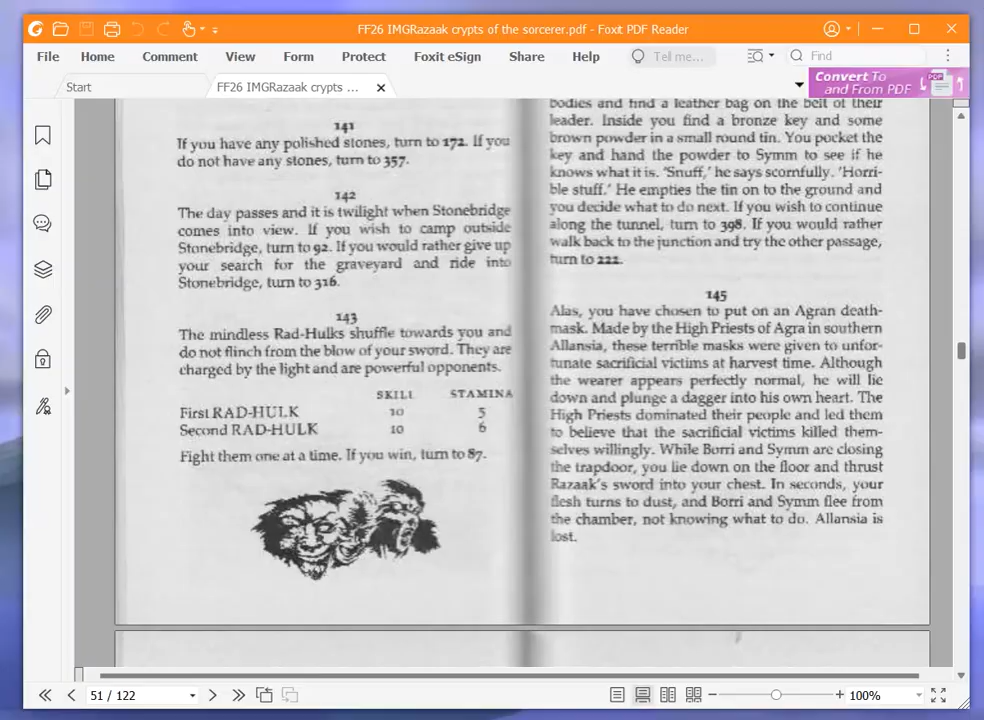 FF26 IMGRazaak crypts of the sorcerer.pdf - Foxit PDF Reader
File Home Comment View Form Protect Foxit eSign Share Help Tell me... Find
Start FF26 IMGRazaak crypts ... Convert To and From PDF PDF
141
If you have any polished stones, turn to 172. If you
do not have any stones, turn to 357.
142
The day passes and it is twilight when Stonebridge
comes into view. If you wish to camp outside
Stonebridge, turn to 92. If you would rather give up
your search for the graveyard and ride into
Stonebridge, turn to 316.
143
The mindless Rad-Hulks shuffle towards you and
do not flinch from the blow of your sword. They are
charged by the light and are powerful opponents.
SKILL STAMINA
First RAD-HULK 10 5
Second RAD-HULK 10 6
Fight them one at a time. If you win, turn to 87.
bodies and find a leather bag on the belt of their
leader. Inside you find a bronze key and some
brown powder in a small round tin. You pocket the
key and hand the powder to Symm to see if he
knows what it is. 'Snuff,' he says scornfully. 'Horri-
ble stuff.' He empties the tin on to the ground and
you decide what to do next. If you wish to continue
along the tunnel, turn to 398. If you would rather
walk back to the junction and try the other passage,
turn to 222.
145
Alas, you have chosen to put on an Agran death-
mask. Made by the High Priests of Agra in southern
Allansia, these terrible masks were given to unfor-
tunate sacrificial victims at harvest time. Although
the wearer appears perfectly normal, he will lie
down and plunge a dagger into his own heart. The
High Priests dominated their people and led them
to believe that the sacrificial victims killed them-
selves willingly. While Borri and Symm are closing
the trapdoor, you lie down on the floor and thrust
Razaak's sword into your chest. In seconds, your
flesh turns to dust, and Borri and Symm flee from
the chamber, not knowing what to do. Allansia is
lost.
51 / 122 100%